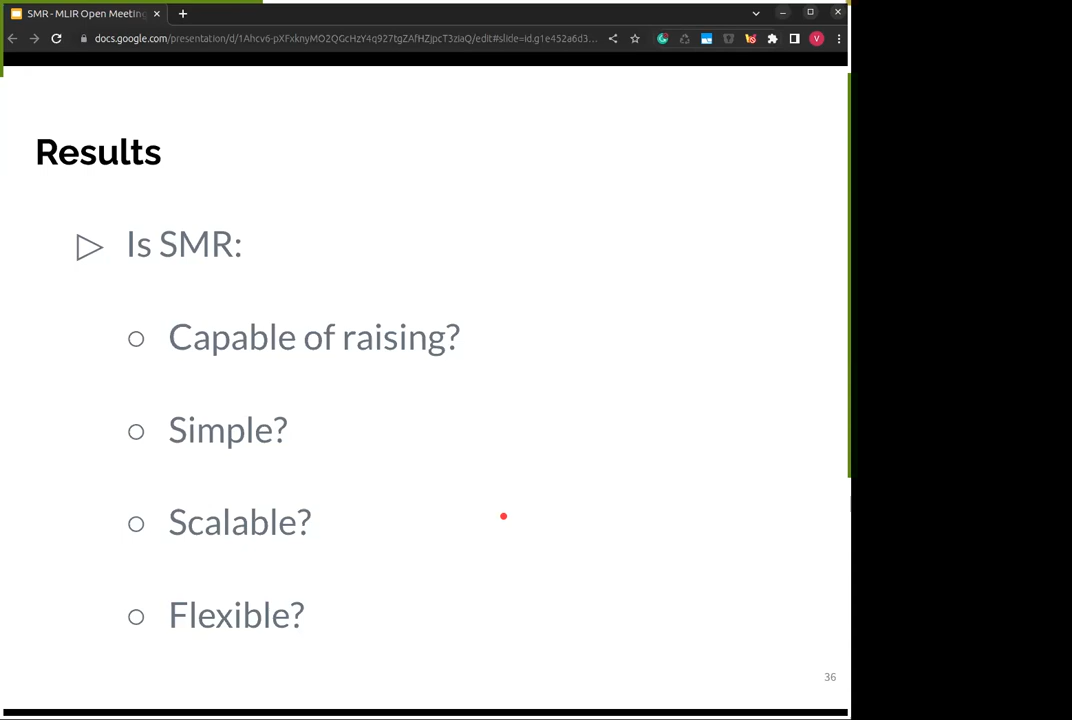 SMR - MLIR Open Meeting
docs.google.com/presentation/d/1Ahcv6-pXFxknyMO2QGcHzY4q927tgZAfHZjpcT3ziaQ/edit#slide=id.g1e452a6d3...
V
Results
Is SMR:
Capable of raising?
Simple?
Scalable?
Flexible?
36